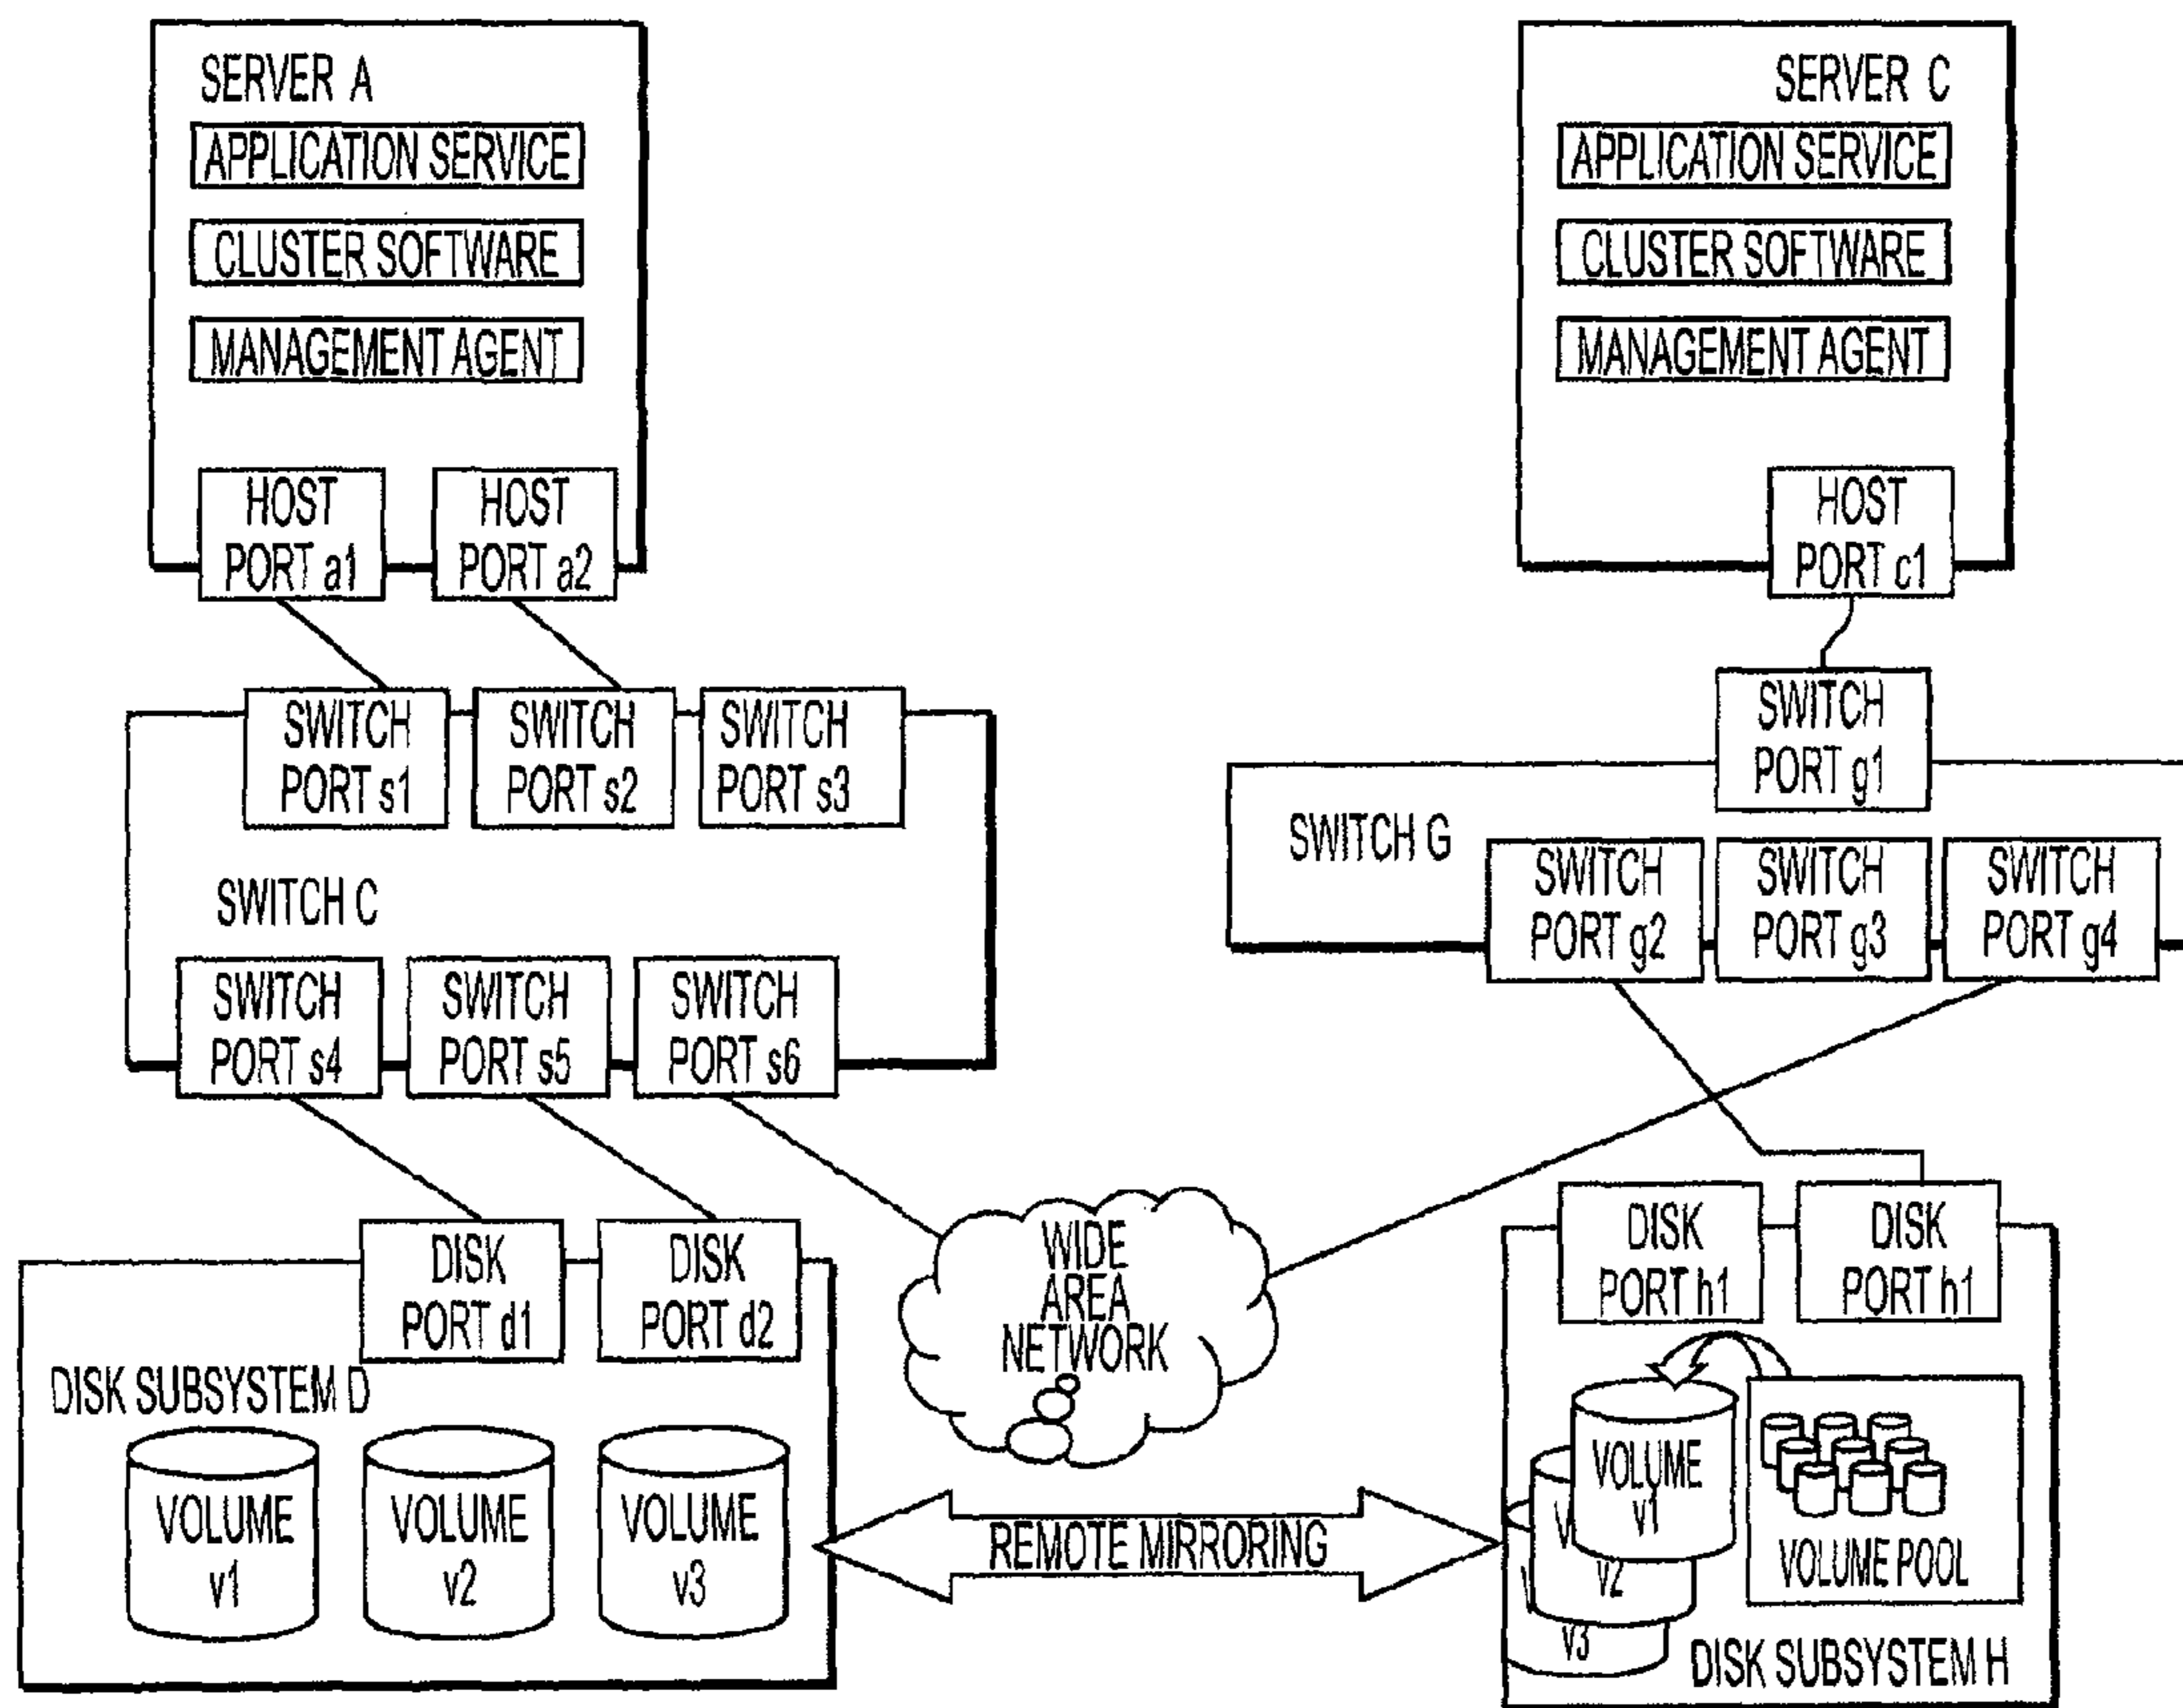 SERVER A
APPLICATION SERVICE
CLUSTER SOFTWARE
MANAGEMENT AGENT
HOST
PORT a1
HOST
PORT a2
SERVER C
APPLICATION SERVICE
CLUSTER SOFTWARE
MANAGEMENT AGENT
HOST
PORT c1
SWITCH
PORT s1
SWITCH
PORT s2
SWITCH
PORT s3
SWITCH C
SWITCH
PORT s4
SWITCH
PORT s5
SWITCH
PORT s6
SWITCH
PORT g1
SWITCH G
SWITCH
PORT g2
SWITCH
PORT g3
SWITCH
PORT g4
DISK
PORT d1
DISK
PORT d2
DISK SUBSYSTEM D
VOLUME
v1
VOLUME
v2
VOLUME
v3
WIDE
AREA
NETWORK
REMOTE MIRRORING
DISK
PORT h1
DISK
PORT h1
VOLUME
v1
V
v2
V
v3
VOLUME POOL
DISK SUBSYSTEM H